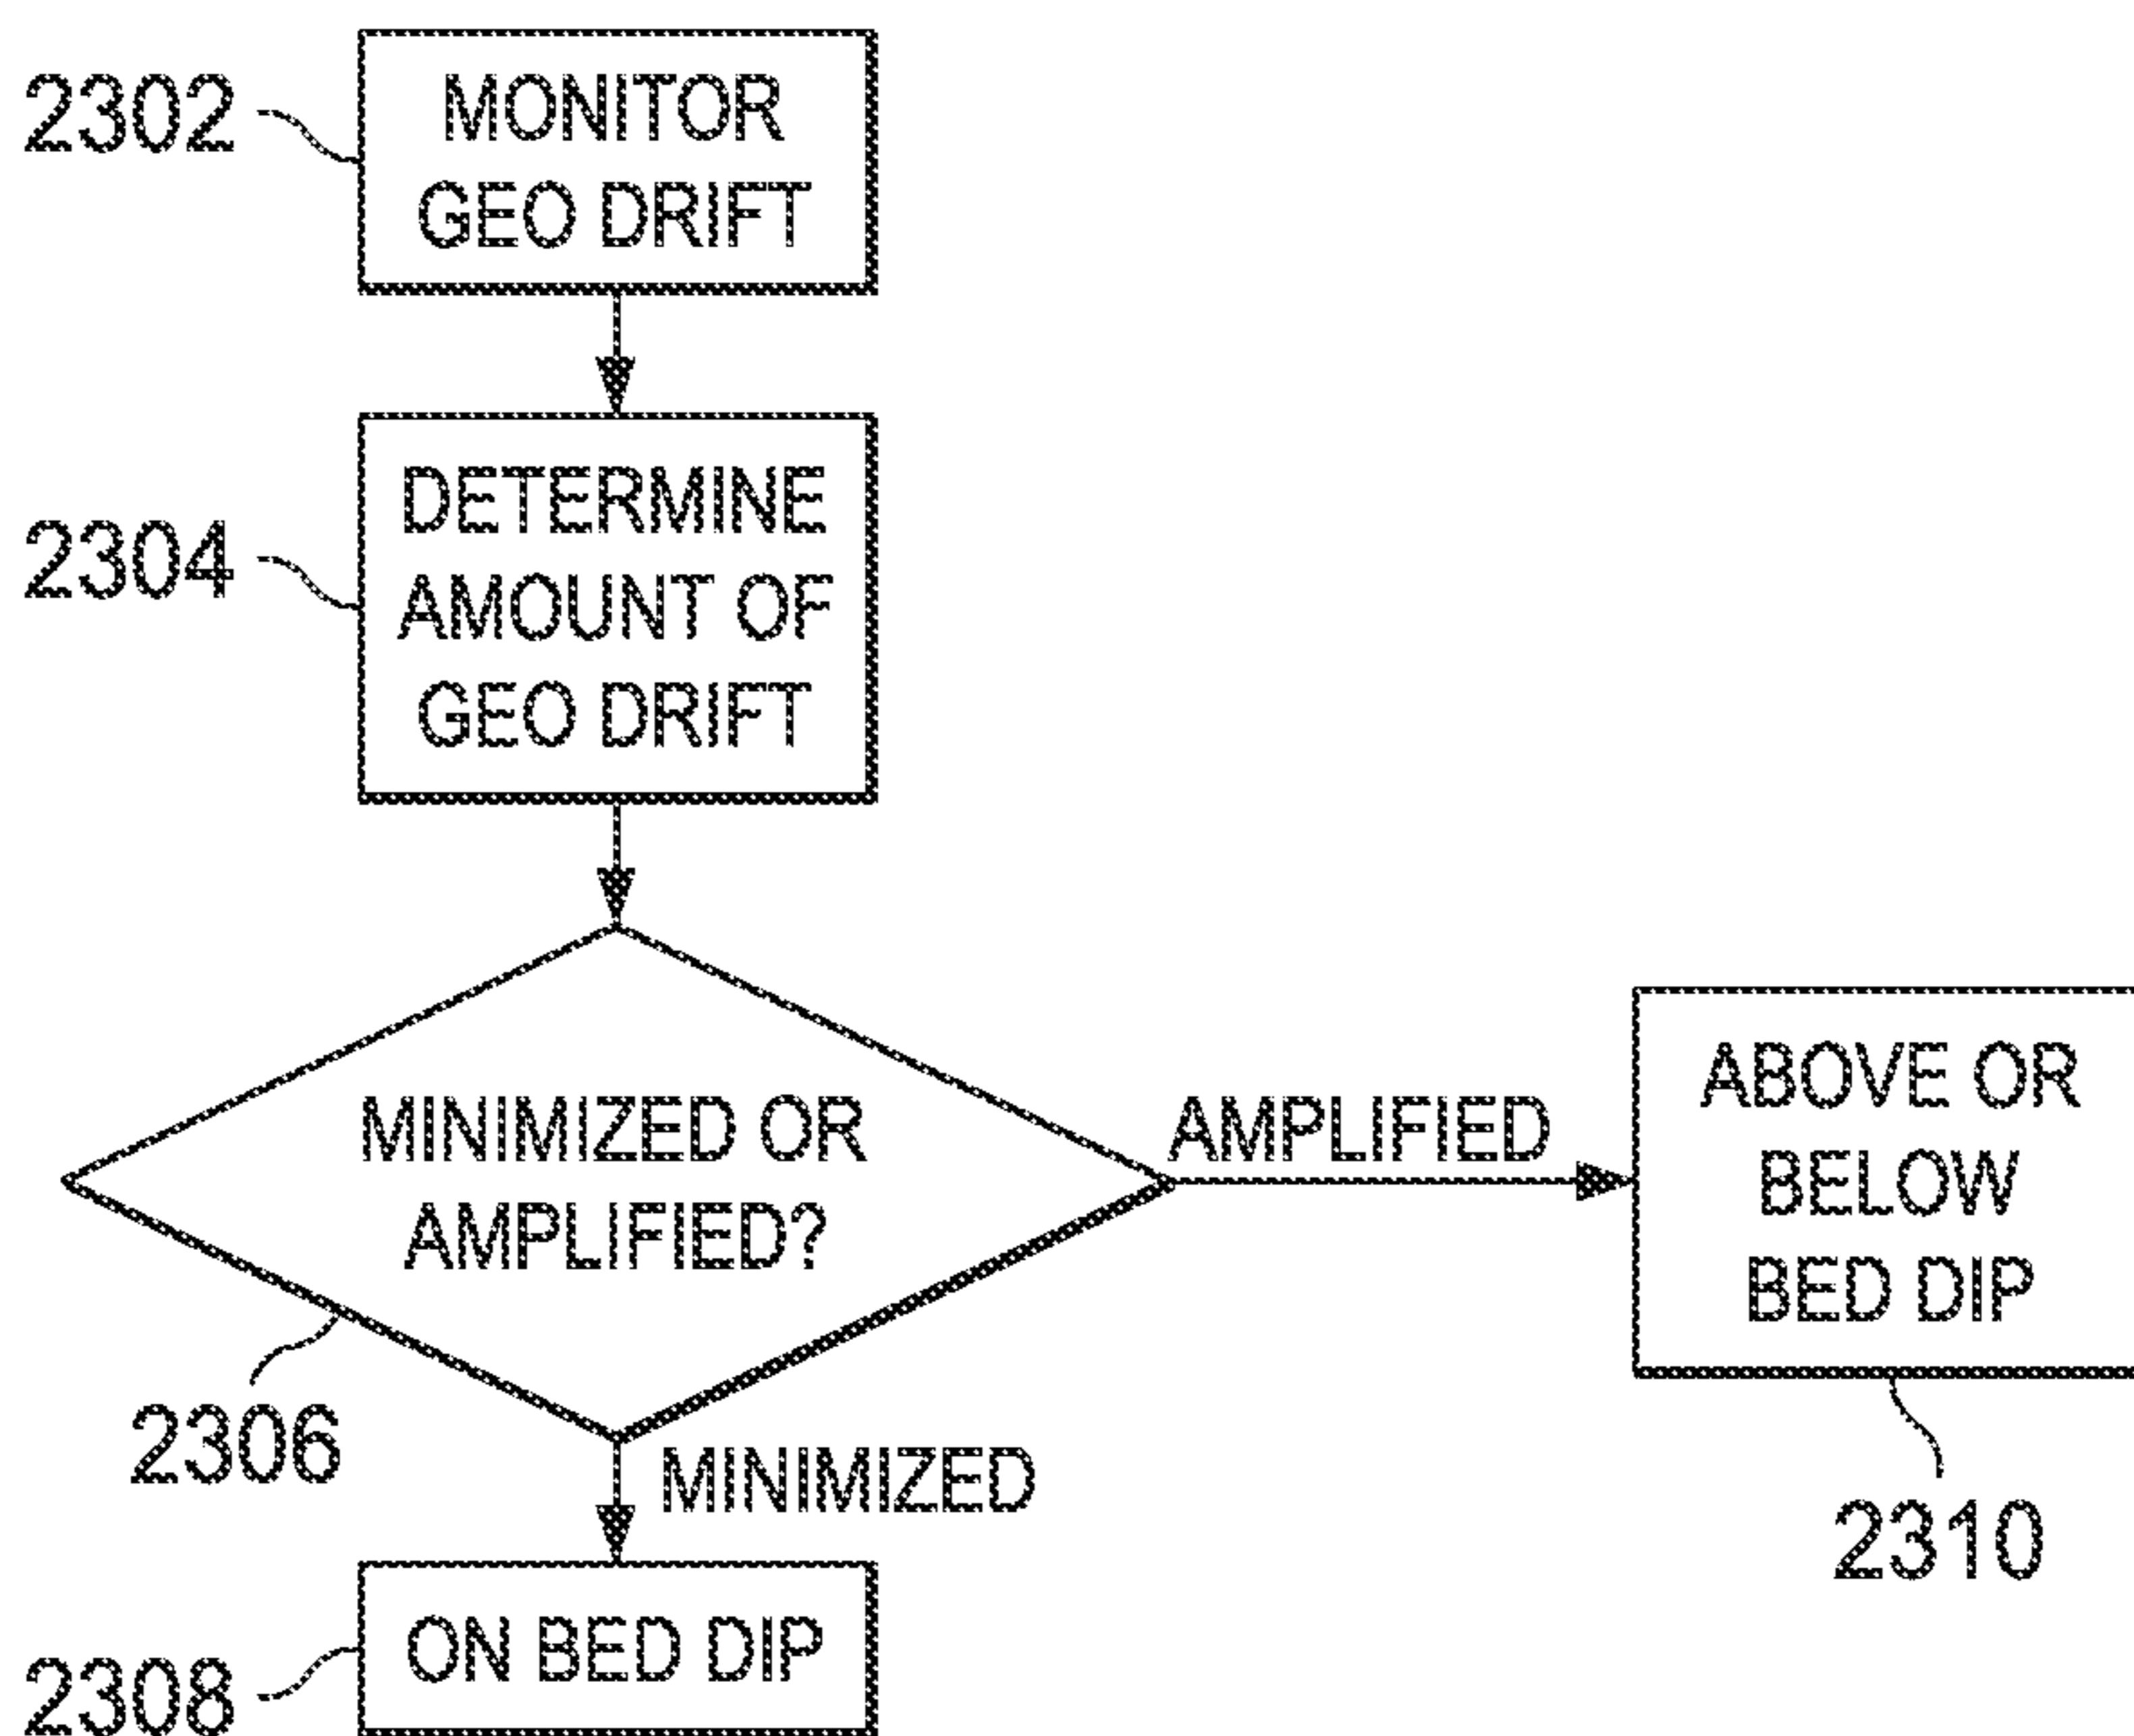 2302
MONITOR
GEO DRIFT
2304
DETERMINE
AMOUNT OF
GEO DRIFT
MINIMIZED OR
AMPLIFIED?
2306
AMPLIFIED
ABOVE OR
BELOW
BED DIP
2310
MINIMIZED
ON BED DIP
2308